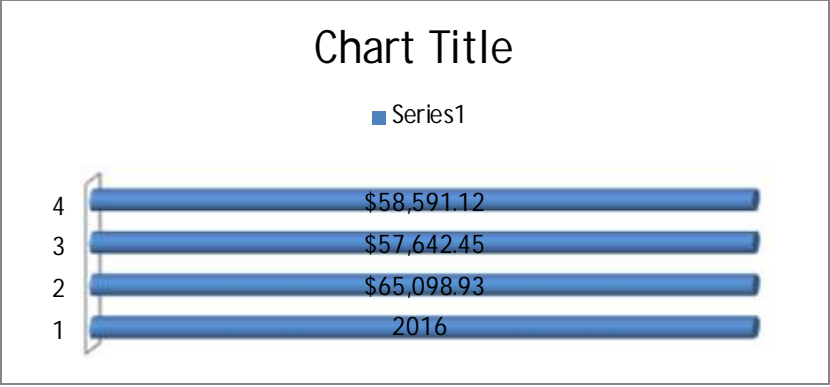 Chart Title
Series1
4 $58,591.12
3 $57,642.45
2 $65,098.93
1 2016